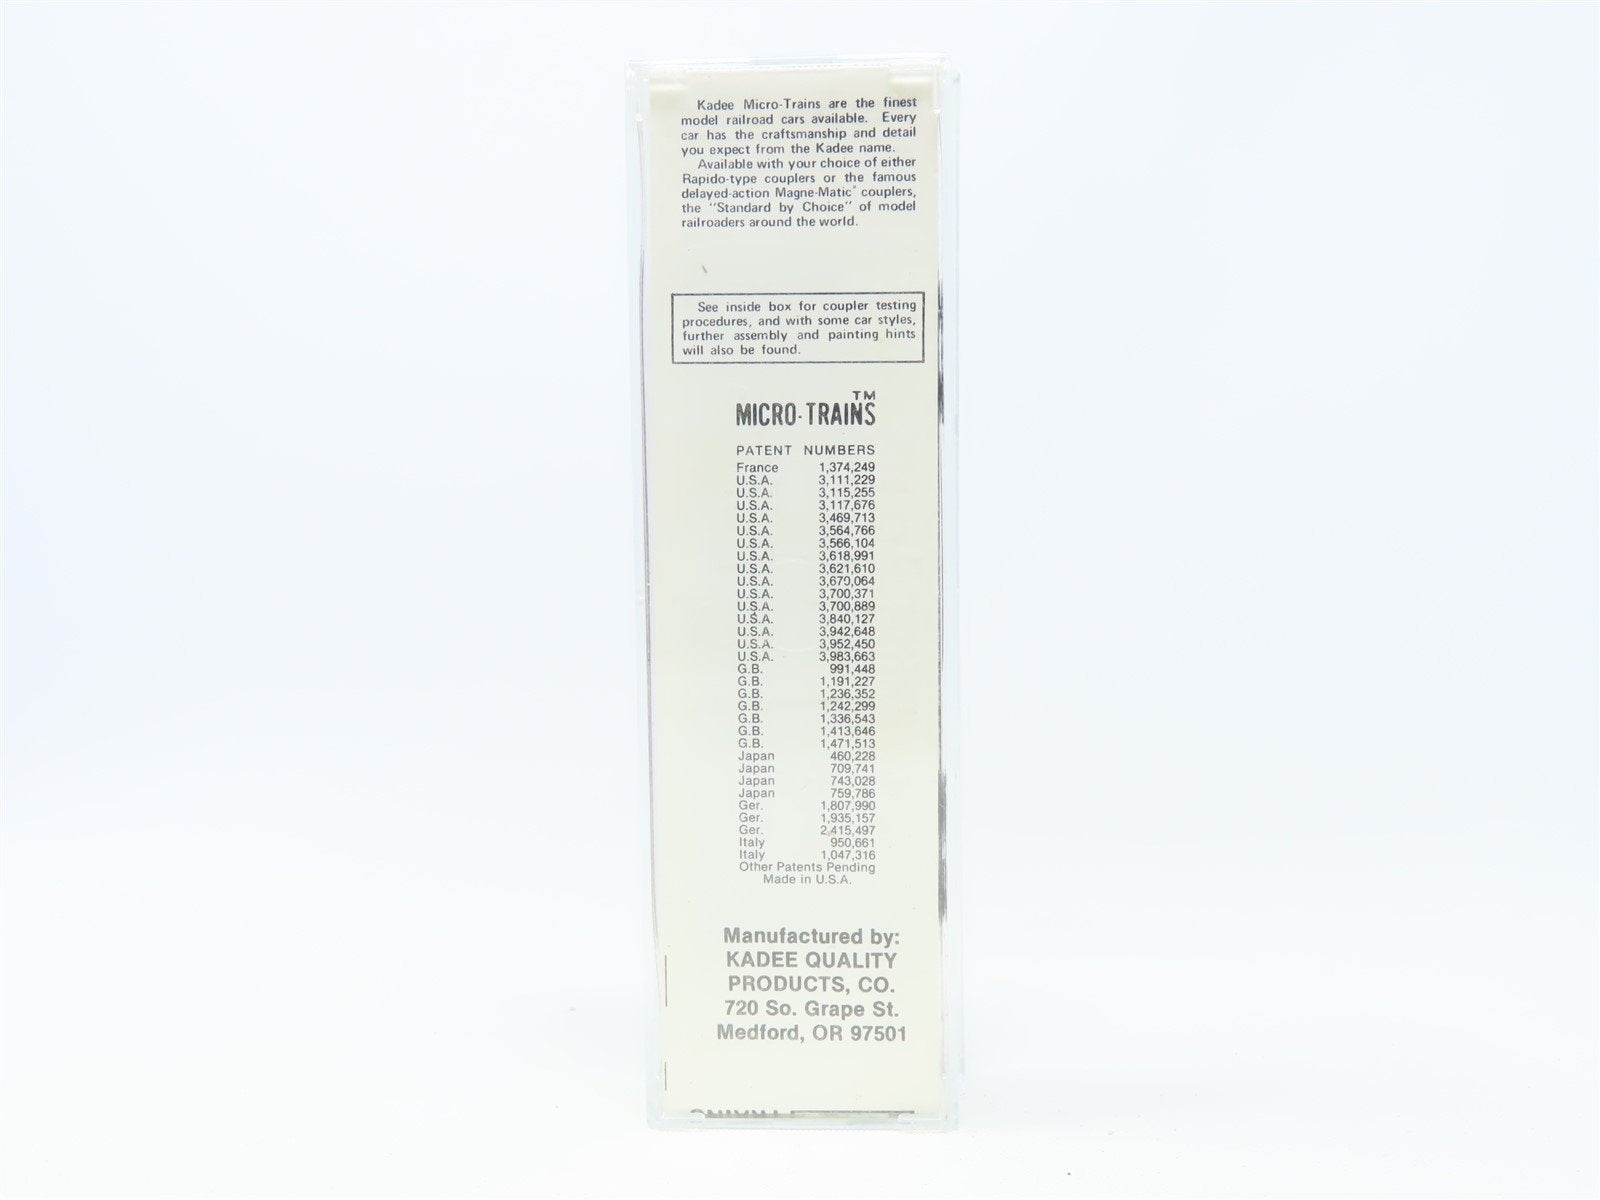 Kadee Micro-Trains are the finest
model railroad cars available. Every
car has the craftsmanship and detail
you expect from the Kadee name.
Available with your choice of either
Rapido-type couplers or the famous
delayed-action Magne-Matic® couplers,
the "Standard by Choice" of model
railroaders around the world.
See inside box for coupler testing
procedures, and with some car styles,
further assembly and painting hints
will also be found.
MICRO-TRAINS™
PATENT NUMBERS
France 1,374,249
U.S.A. 3,111,229
U.S.A. 3,115,255
U.S.A. 3,117,676
U.S.A. 3,469,713
U.S.A. 3,564,766
U.S.A. 3,566,104
U.S.A. 3,618,991
U.S.A. 3,621,610
U.S.A. 3,670,064
U.S.A. 3,700,371
U.S.A. 3,700,889
U.S.A. 3,840,127
U.S.A. 3,942,648
U.S.A. 3,952,450
U.S.A. 3,983,663
G.B. 991,448
G.B. 1,191,227
G.B. 1,236,352
G.B. 1,242,299
G.B. 1,336,543
G.B. 1,413,646
G.B. 1,471,513
Japan 460,228
Japan 709,741
Japan 743,028
Japan 759,786
Ger. 1,807,990
Ger. 1,935,157
Ger. 2,415,497
Italy 950,661
Italy 1,047,316
Other Patents Pending
Made in U.S.A.
Manufactured by:
KADEE QUALITY
PRODUCTS, CO.
720 So. Grape St.
Medford, OR 97501